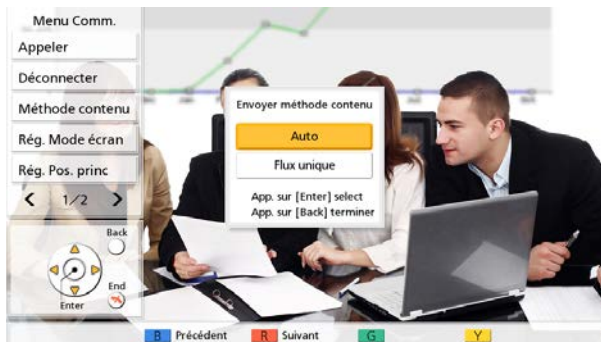 Menu Comm.
Appeler
Déconnecter
Méthode contenu
Rég. Mode écran
Rég. Pos. princ
1/2
Back
End
Enter
Envoyer méthode contenu
Auto
Flux unique
App. sur [Enter] select
App. sur [Back] terminer
B Précédent R Suivant G Y